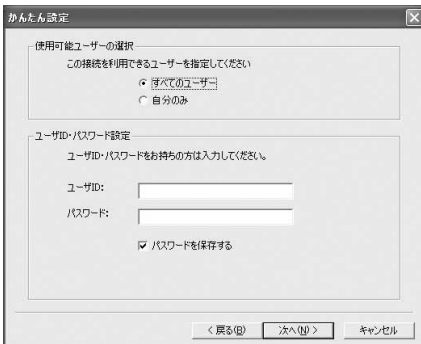 かんたん設定
使用可能ユーザーの選択
この接続を利用できるユーザーを指定してください
すべてのユーザー
自分のみ
ユーザID・パスワード設定
ユーザID・パスワードをお持ちの方は入力してください。
ユーザID:
パスワード:
パスワードを保存する
< 戻る(B) 次へ(N) > キャンセル